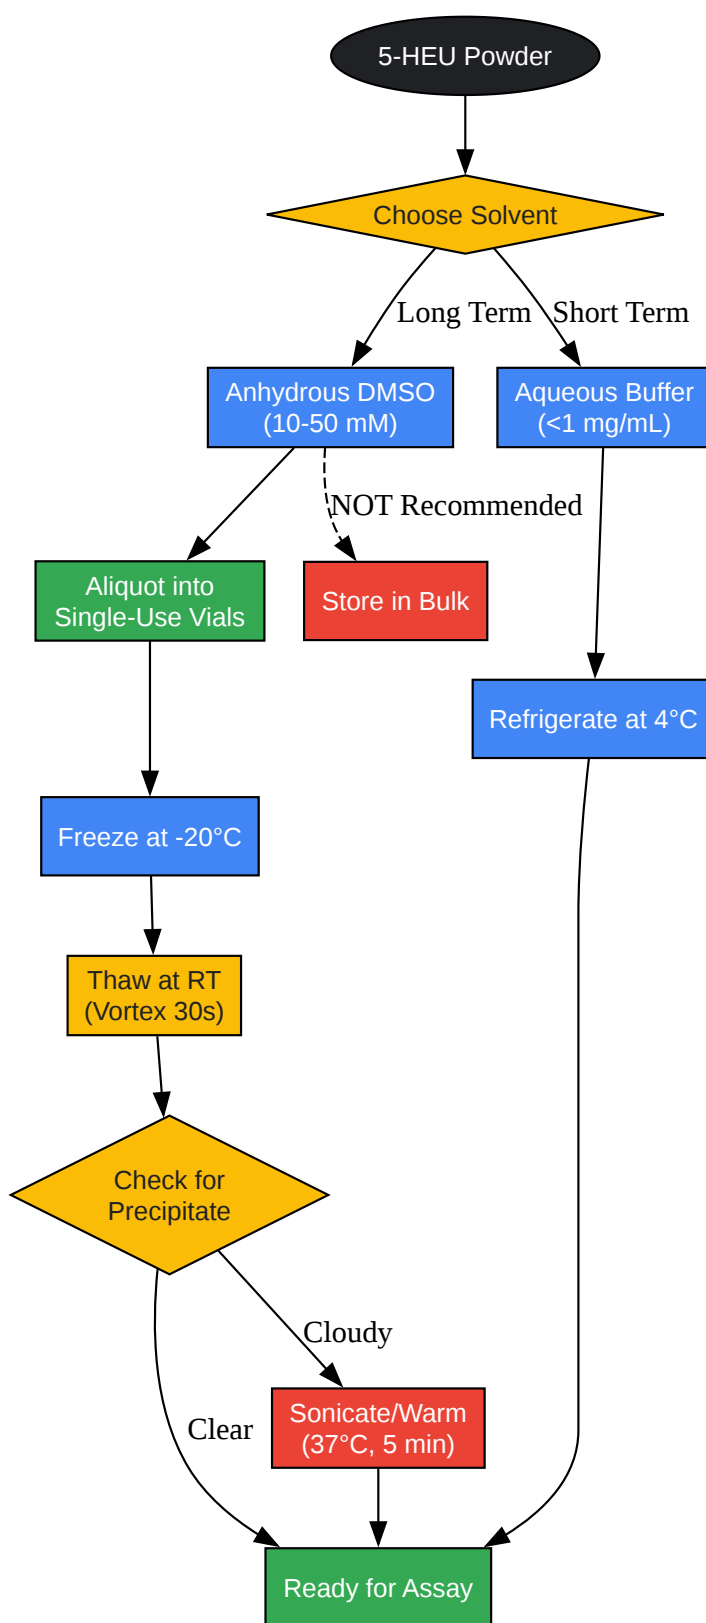 5-HEU Powder
Choose Solvent
Long Term
Short Term
Anhydrous DMSO
(10-50 mM)
Aqueous Buffer
(<1 mg/mL)
NOT Recommended
Aliquot into
Single-Use Vials
Store in Bulk
Refrigerate at 4°C
Freeze at -20°C
Thaw at RT
(Vortex 30s)
Check for
Precipitate
Cloudy
Clear
Sonicate/Warm
(37°C, 5 min)
Ready for Assay